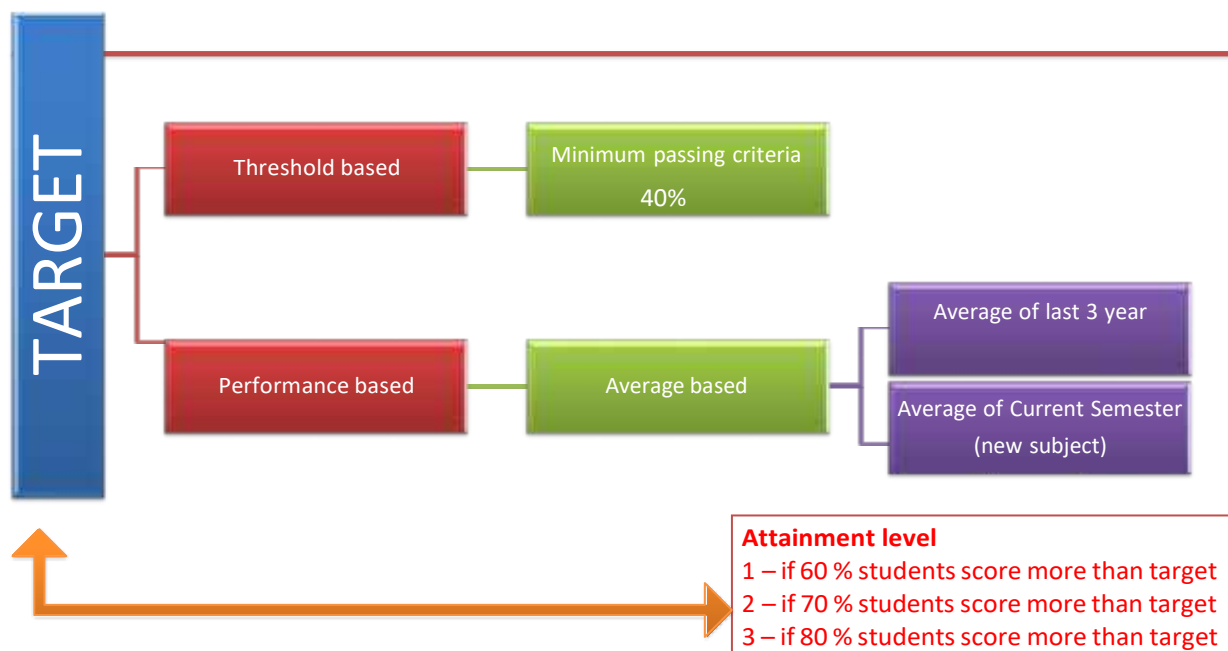 TARGET
Threshold based
Minimum passing criteria
40%
Performance based
Average based
Average of last 3 year
Average of Current Semester
(new subject)
Attainment level
1 – if 60 % students score more than target
2 – if 70 % students score more than target
3 – if 80 % students score more than target